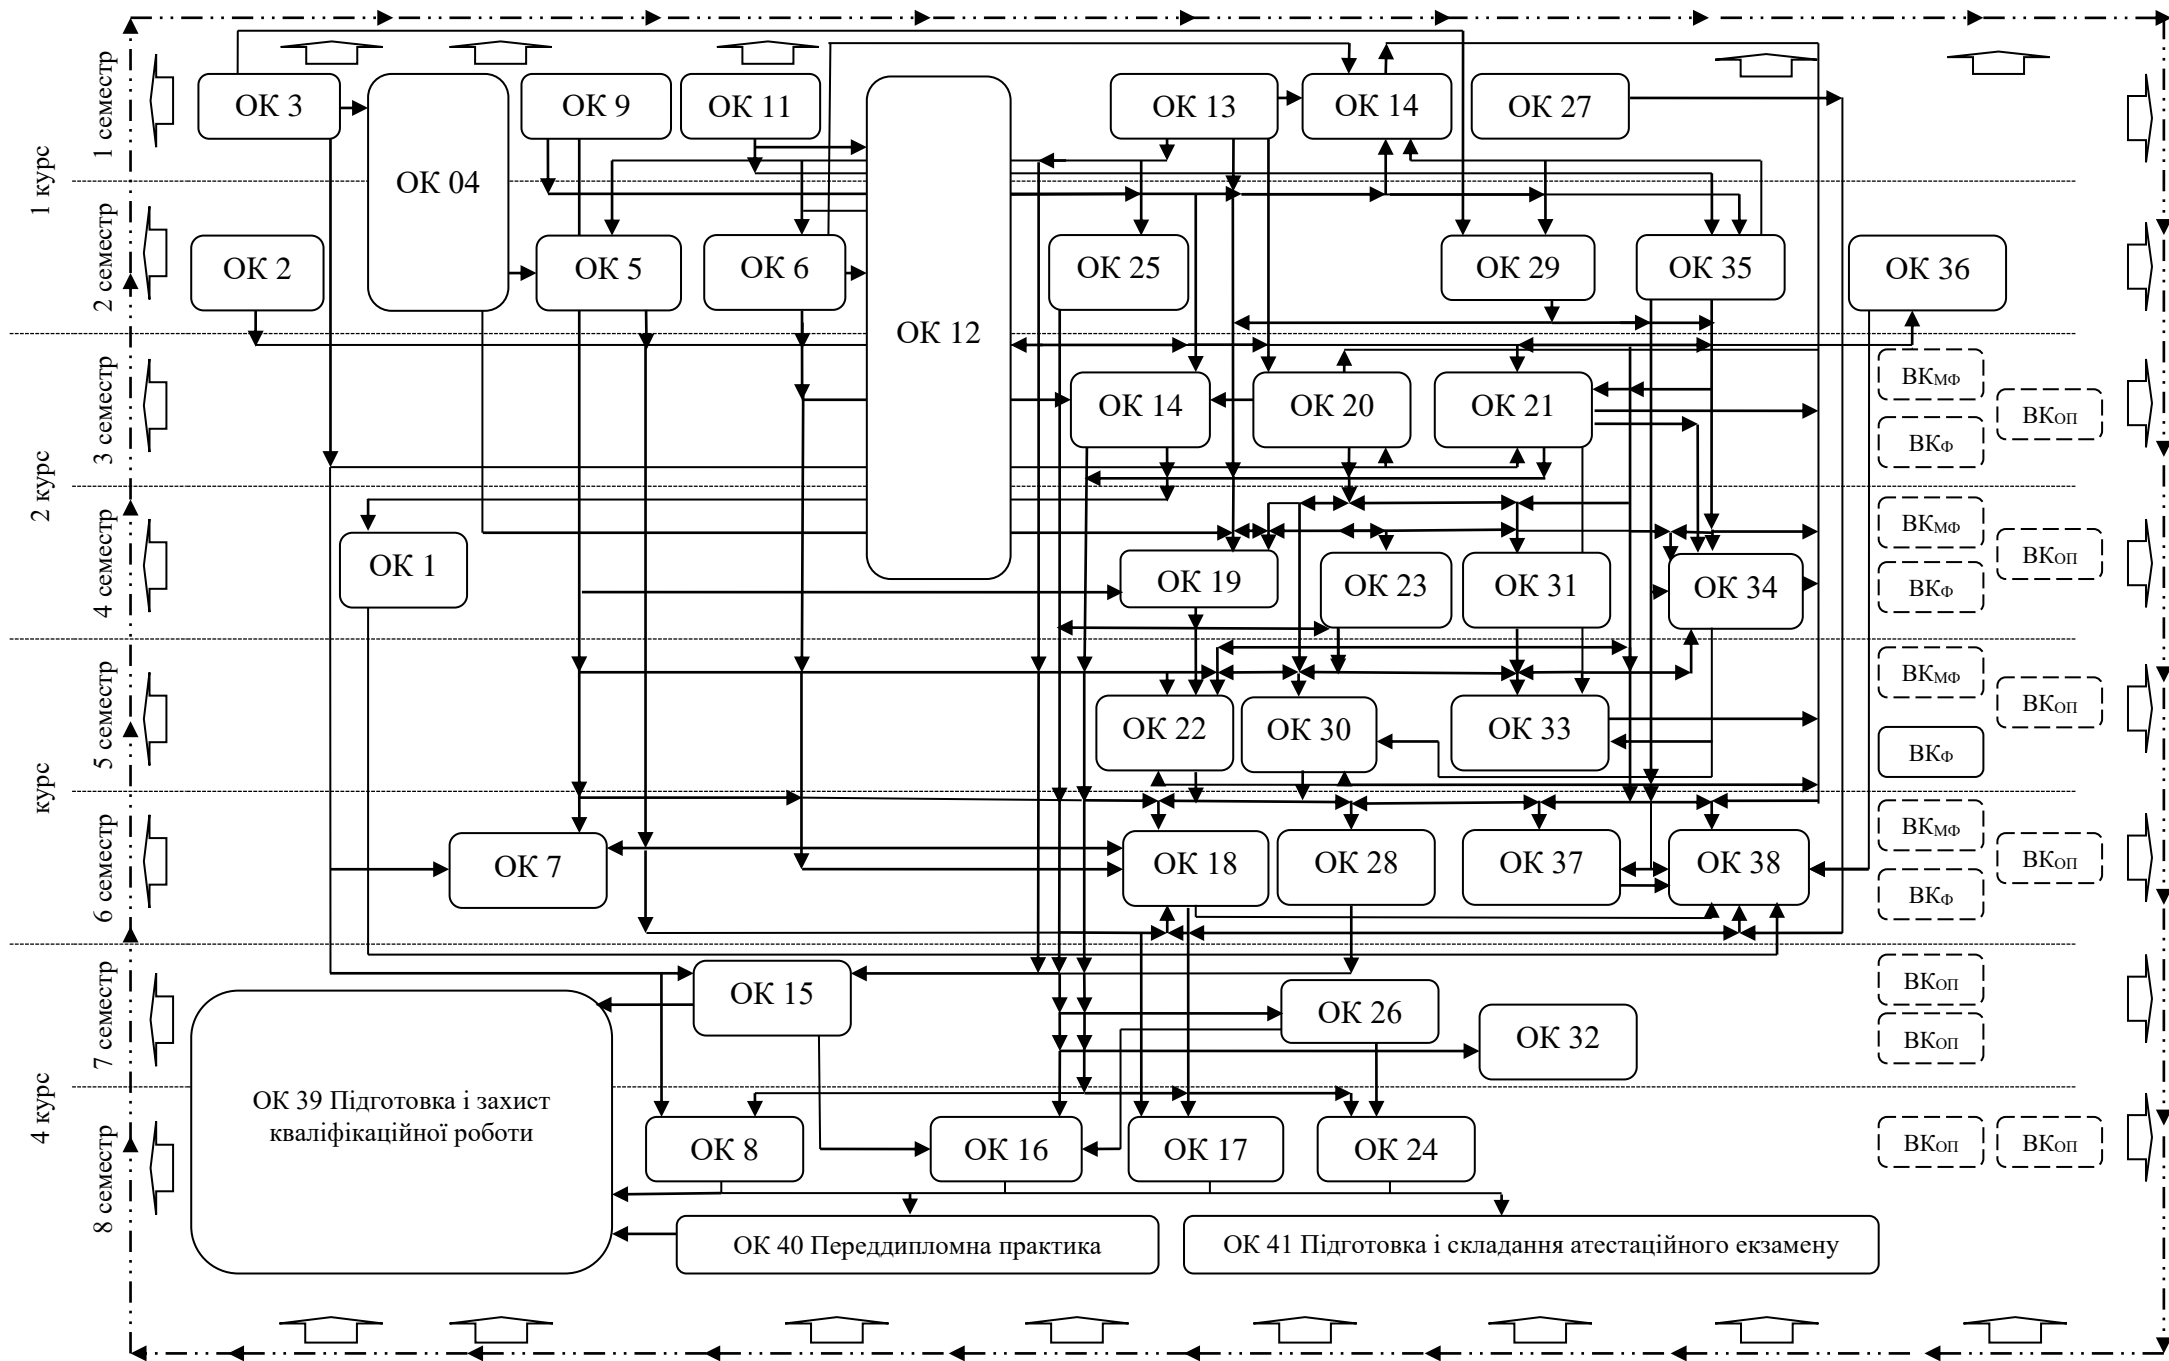 1 курс
1 семестр
ОК 3
ОК 04
ОК 9
ОК 11
ОК 12
ОК 13
ОК 14
ОК 27
2 семестр
ОК 2
ОК 5
ОК 6
ОК 25
ОК 29
ОК 35
ОК 36
2 курс
3 семестр
ОК 14
ОК 20
ОК 21
ВКМФ
ВКОП
ВКФ
4 семестр
ОК 1
ОК 19
ОК 23
ОК 31
ОК 34
ВКМФ
ВКОП
ВКФ
курс
5 семестр
ОК 22
ОК 30
ОК 33
ВКМФ
ВКОП
ВКФ
6 семестр
ОК 7
ОК 18
ОК 28
ОК 37
ОК 38
ВКМФ
ВКОП
ВКФ
4 курс
7 семестр
ОК 15
ОК 26
ОК 32
ВКОП
ВКОП
8 семестр
ОК 39 Підготовка і захист
кваліфікаційної роботи
ОК 8
ОК 16
ОК 17
ОК 24
ВКОП
ВКОП
ОК 40 Переддипломна практика
ОК 41 Підготовка і складання атестаційного екзамену